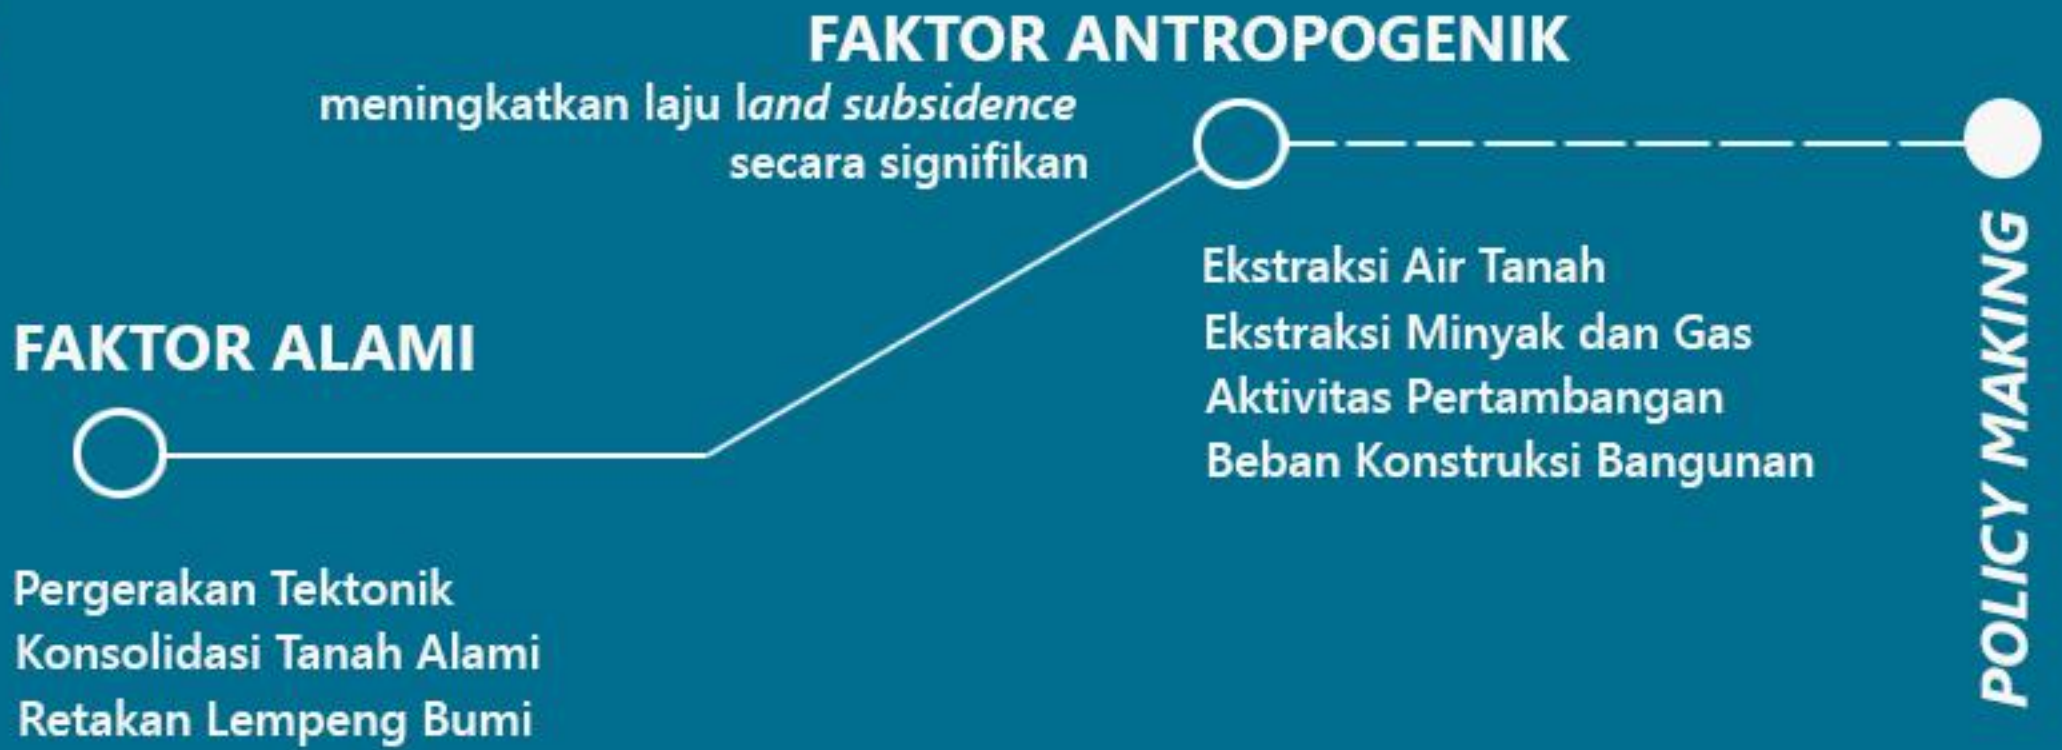 FAKTOR ANTROPOGENIK
meningkatkan laju land subsidence
secara signifikan
Ekstraksi Air Tanah
Ekstraksi Minyak dan Gas
Aktivitas Pertambangan
Beban Konstruksi Bangunan
FAKTOR ALAMI
Pergerakan Tektonik
Konsolidasi Tanah Alami
Retakan Lempeng Bumi
POLICY MAKING